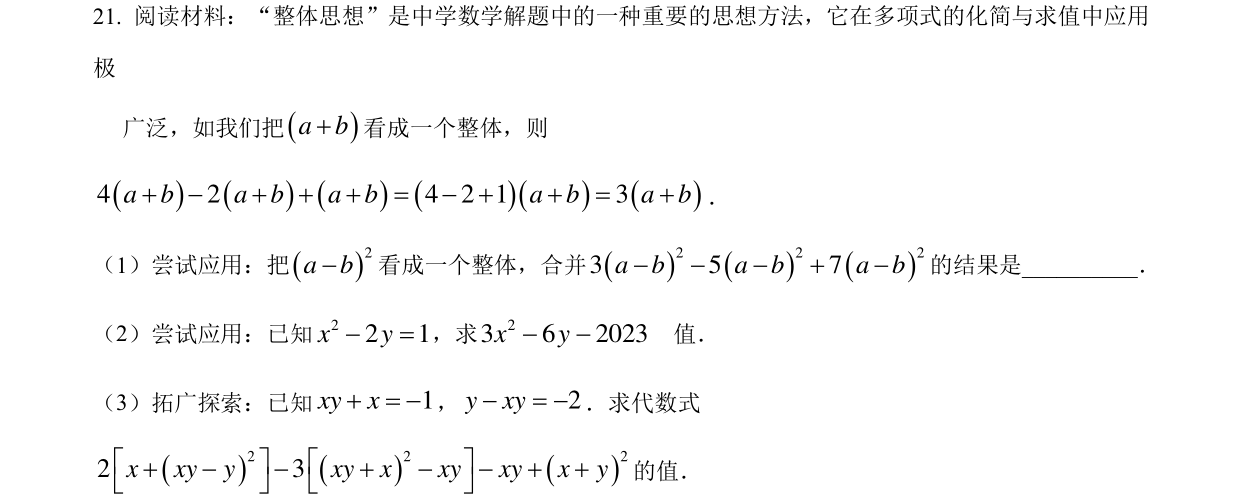 21. 阅读材料：“整体思想”是中学数学解题中的一种重要的思想方法，它在多项式的化简与求值中应用
极
广泛，如我们把(a+b)看成一个整体，则
4(a+b)−2(a+b)+(a+b)=(4−2+1)(a+b)=3(a+b).
（1）尝试应用：把(a−b)²看成一个整体，合并3(a−b)²−5(a−b)²+7(a−b)²的结果是__________.
（2）尝试应用：已知x²−2y=1，求3x²−6y−2023 值.
（3）拓广探索：已知xy+x=−1，y−xy=−2．求代数式
2[x+(xy−y)²]−3[(xy+x)²−xy]−xy+(x+y)²的值.